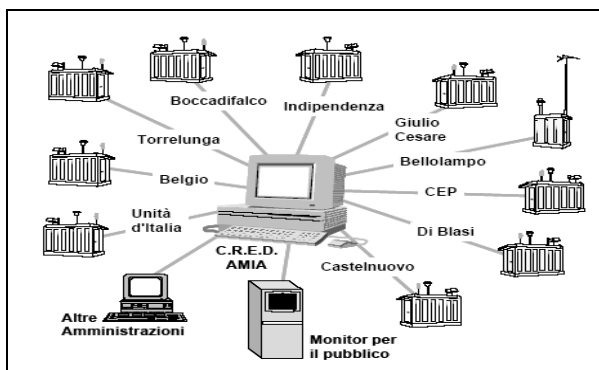 Boccadifalco
Indipendenza
Giulio
Cesare
Torrelunga
Bellolampo
Belgio
CEP
Unità
d'Italia
Di Blasi
C.R.E.D.
AMIA
Castelnuovo
Altre
Amministrazioni
Monitor per
il pubblico